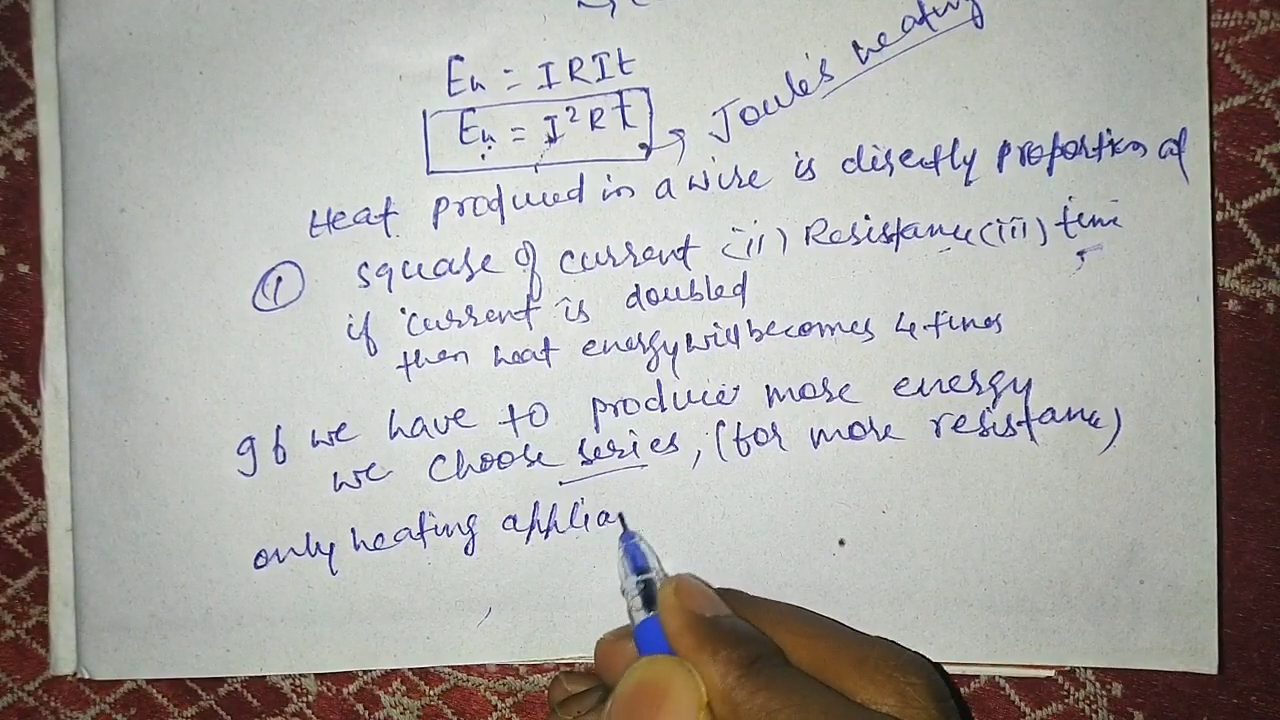 Eh = IRIt
Eh = I²Rt
Joule's heating
Heat produced in a wire is directly proportion of
① square of current (ii) Resistance (iii) time
if current is doubled
then heat energy will becomes 4 times
If we have to produce more energy
we choose series, (for more resistance)
only heating applia